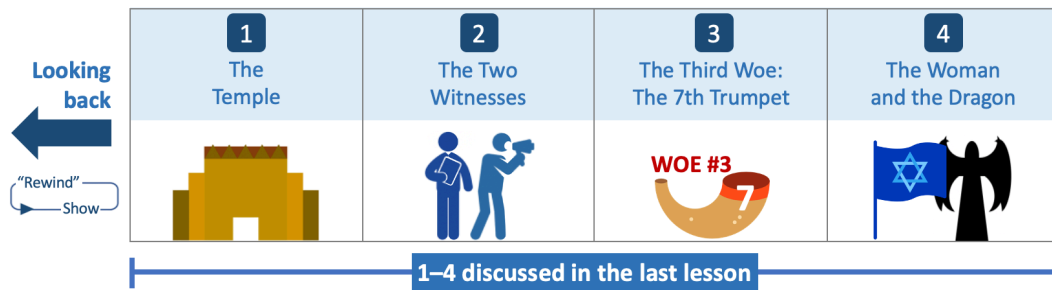 Looking
back
"Rewind"
Show
1
The
Temple
2
The Two
Witnesses
3
The Third Woe:
The 7th Trumpet
WOE #3
7
4
The Woman
and the Dragon
1–4 discussed in the last lesson